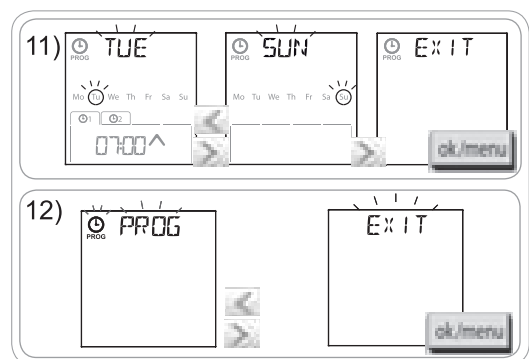 11) PROG TUE
Mo Tu We Th Fr Sa Su
1 2
07:00
PROG SUN
Mo Tu We Th Fr Sa Su
PROG EXIT
ok/menu
12) PROG PROG
EXIT
ok/menu